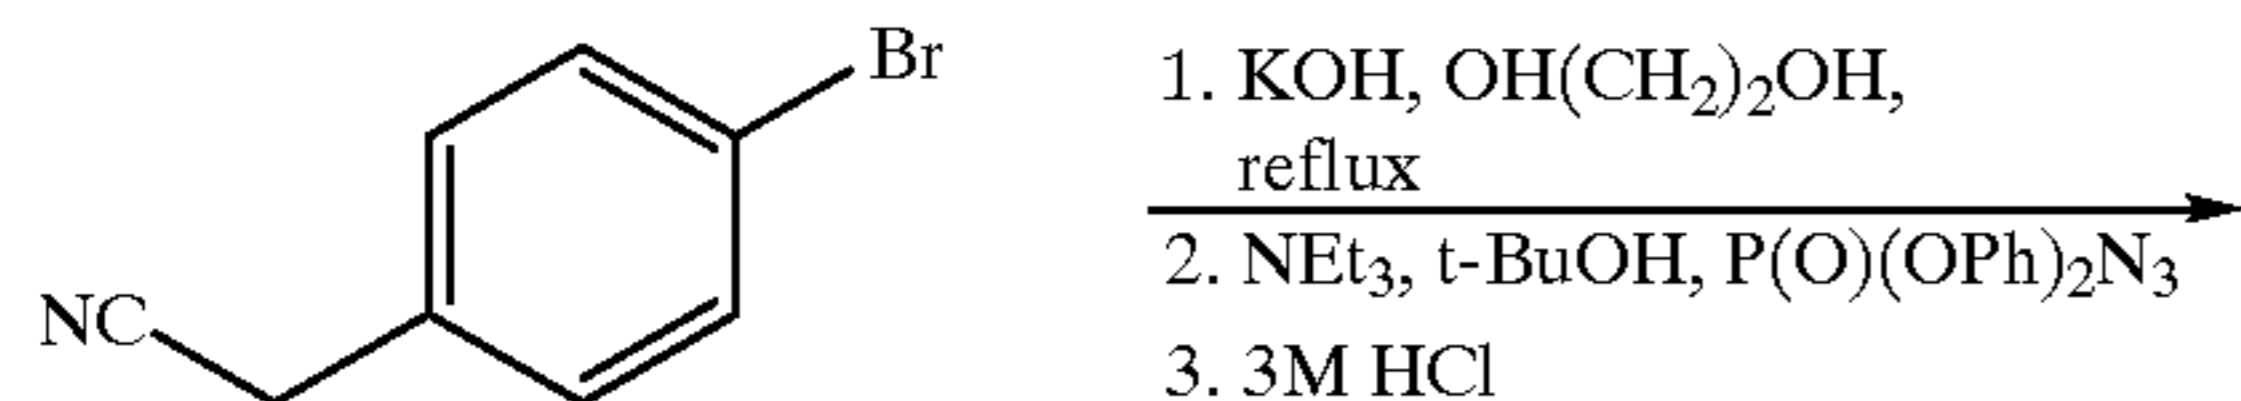 Br
NC
1. KOH, OH(CH₂)₂OH,
reflux
2. NEt₃, t-BuOH, P(O)(OPh)₂N₃
3. 3M HCl